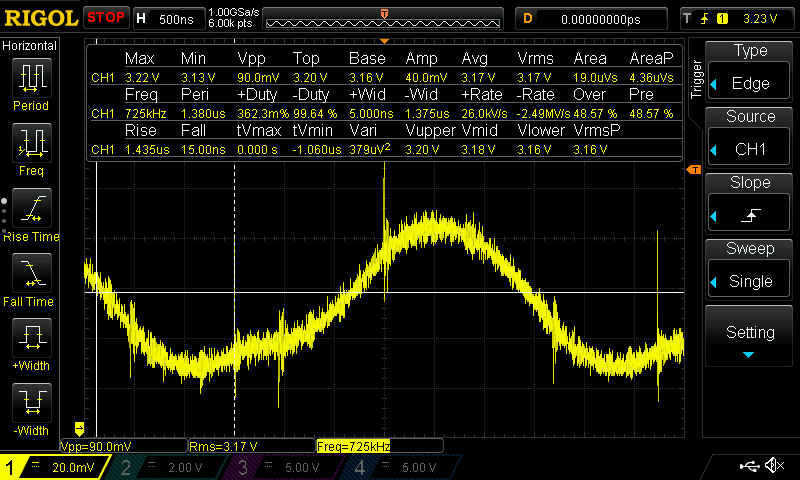 RIGOL STOP H 500ns 1.00GSa/s 6.00k pts T D 0.00000000ps T 1 3.23 V
Horizontal
Period
Freq
Rise Time
Fall Time
+Width
-Width
Max Min Vpp Top Base Amp Avg Vrms Area AreaP
CH1 3.22 V 3.13 V 90.0mV 3.20 V 3.16 V 40.0mV 3.17 V 3.17 V 19.0uVs 4.36uVs
Freq Peri +Duty -Duty +Wid -Wid +Rate -Rate Over Pre
CH1 725kHz 1.380us 362.3m% 99.64 % 5.000ns 1.375us 26.0kV/s -2.49MV/s 48.57 % 48.57 %
Rise Fall tVmax tVmin Vari Vupper Vmid Vlower VrmsP
CH1 1.435us 15.00ns 0.000 s -1.060us 379uV² 3.20 V 3.18 V 3.16 V 3.16 V
T
Trigger
Type
Edge
Source
CH1
Slope
Sweep
Single
Setting
1
Vpp=90.0mV Rms=3.17 V Freq=725kHz
1 20.0mV 2 2.00 V 3 5.00 V 4 5.00 V